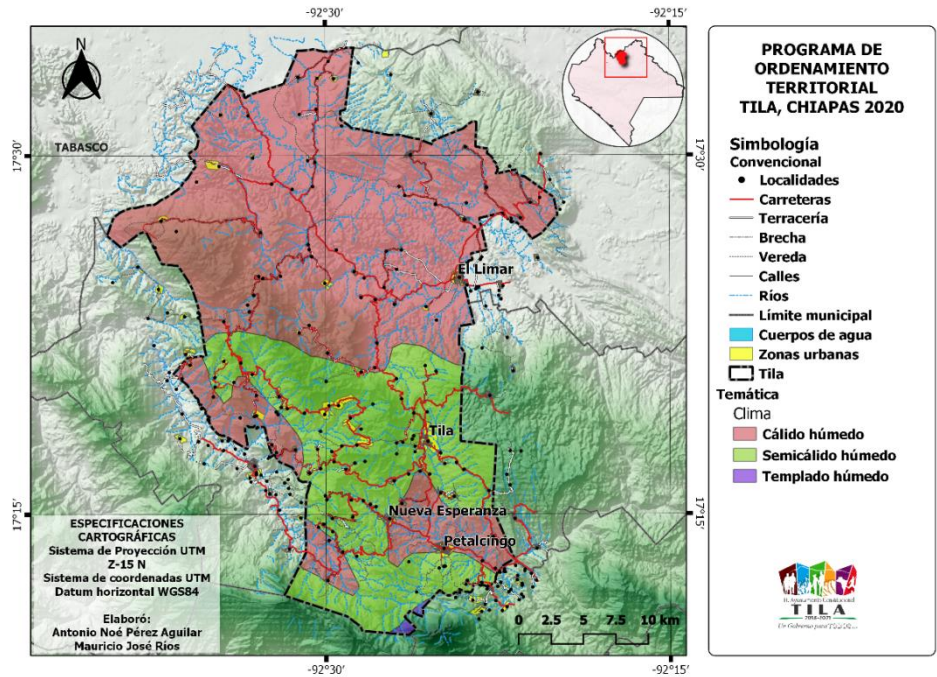 -92°30'
-92°15'
N
TABASCO
17°30'
17°30'
El Limar
Tila
Nueva Esperanza
Petalcingo
17°15'
17°15'
ESPECIFICACIONES
CARTOGRÁFICAS
Sistema de Proyección UTM
Z-15 N
Sistema de coordenadas UTM
Datum horizontal WGS84
Elaboró:
Antonio Noé Pérez Aguilar
Mauricio José Ríos
0 2.5 5 7.5 10 km
-92°30'
-92°15'
PROGRAMA DE
ORDENAMIENTO
TERRITORIAL
TILA, CHIAPAS 2020
Simbología
Convencional
Localidades
Carreteras
Terracería
Brecha
Vereda
Calles
Ríos
Límite municipal
Cuerpos de agua
Zonas urbanas
Tila
Temática
Clima
Cálido húmedo
Semicálido húmedo
Templado húmedo
TILA